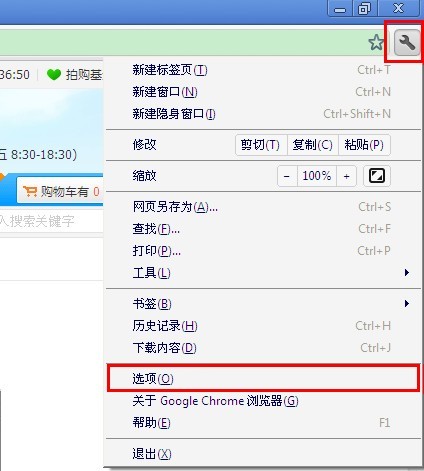 新建标签页(T) Ctrl+T
36:50 拍购基
新建窗口(N) Ctrl+N
新建隐身窗口(I) Ctrl+Shift+N
修改 剪切(T) 复制(C) 粘贴(P)
五 8:30-18:30)
缩放 - 100% +
购物车有 0
网页另存为(A)... Ctrl+S
入搜索关键字
查找(F)... Ctrl+F
打印(P)... Ctrl+P
工具(L)
书签(B)
历史记录(H) Ctrl+H
下载内容(D) Ctrl+J
选项(O)
关于 Google Chrome 浏览器(G)
帮助(E) F1
退出(X)